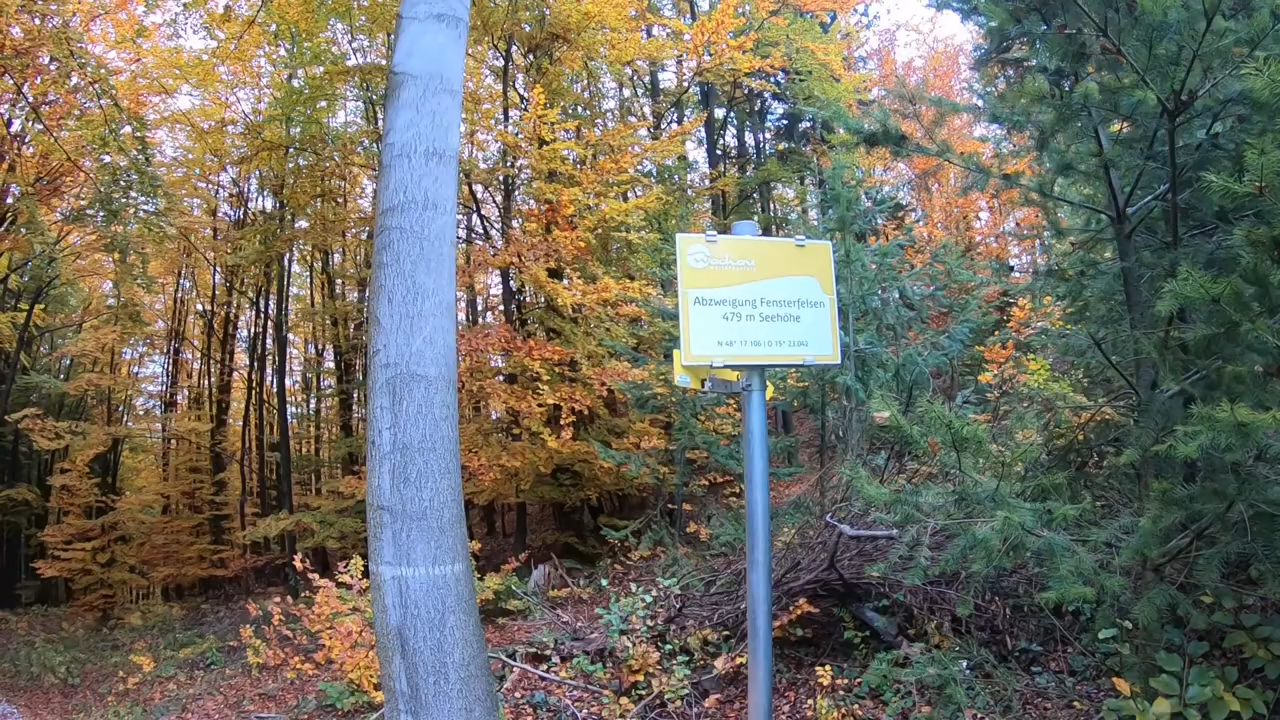 Wachau
Abzweigung Fensterfelsen
479 m Seehöhe
N 48° 17.106 | O 15° 23.042